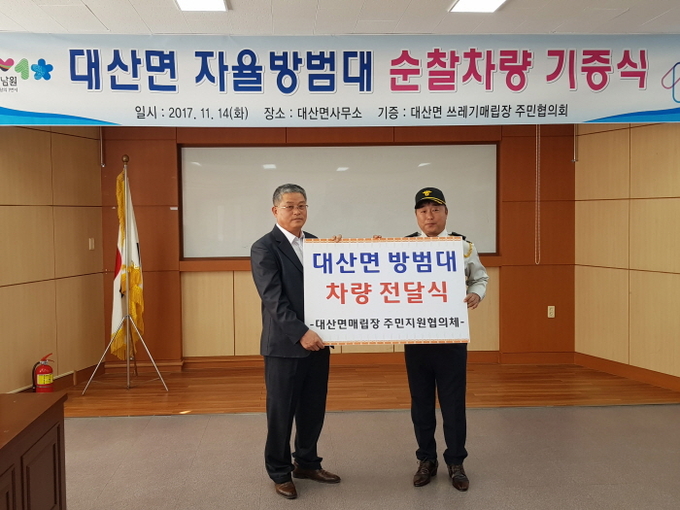 남원
대산면 자율방범대 순찰차량 기증식
일시 : 2017. 11. 14(화) 장소 : 대산면사무소 기증 : 대산면 쓰레기매립장 주민협의회
대산면 방범대
차량 전달식
-대산면매립장 주민지원협의체-